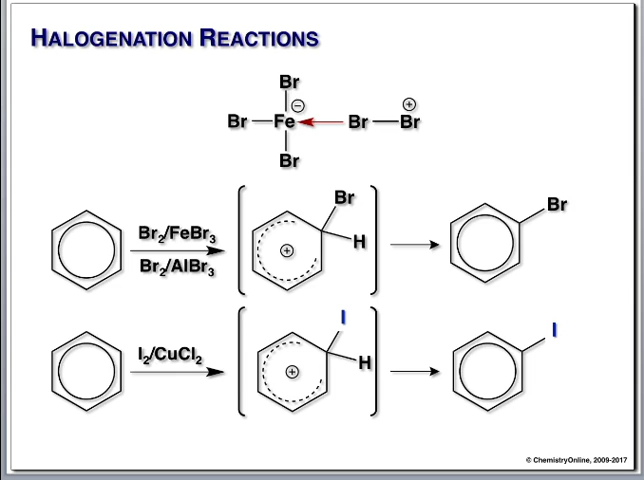 HALOGENATION REACTIONS
Br
⊖
⊕
Br Fe Br Br
Br
Br
Br
Br₂/FeBr₃
H
⊕
Br₂/AlBr₃
I
I
I₂/CuCl₂
H
⊕
© ChemistryOnline, 2009-2017